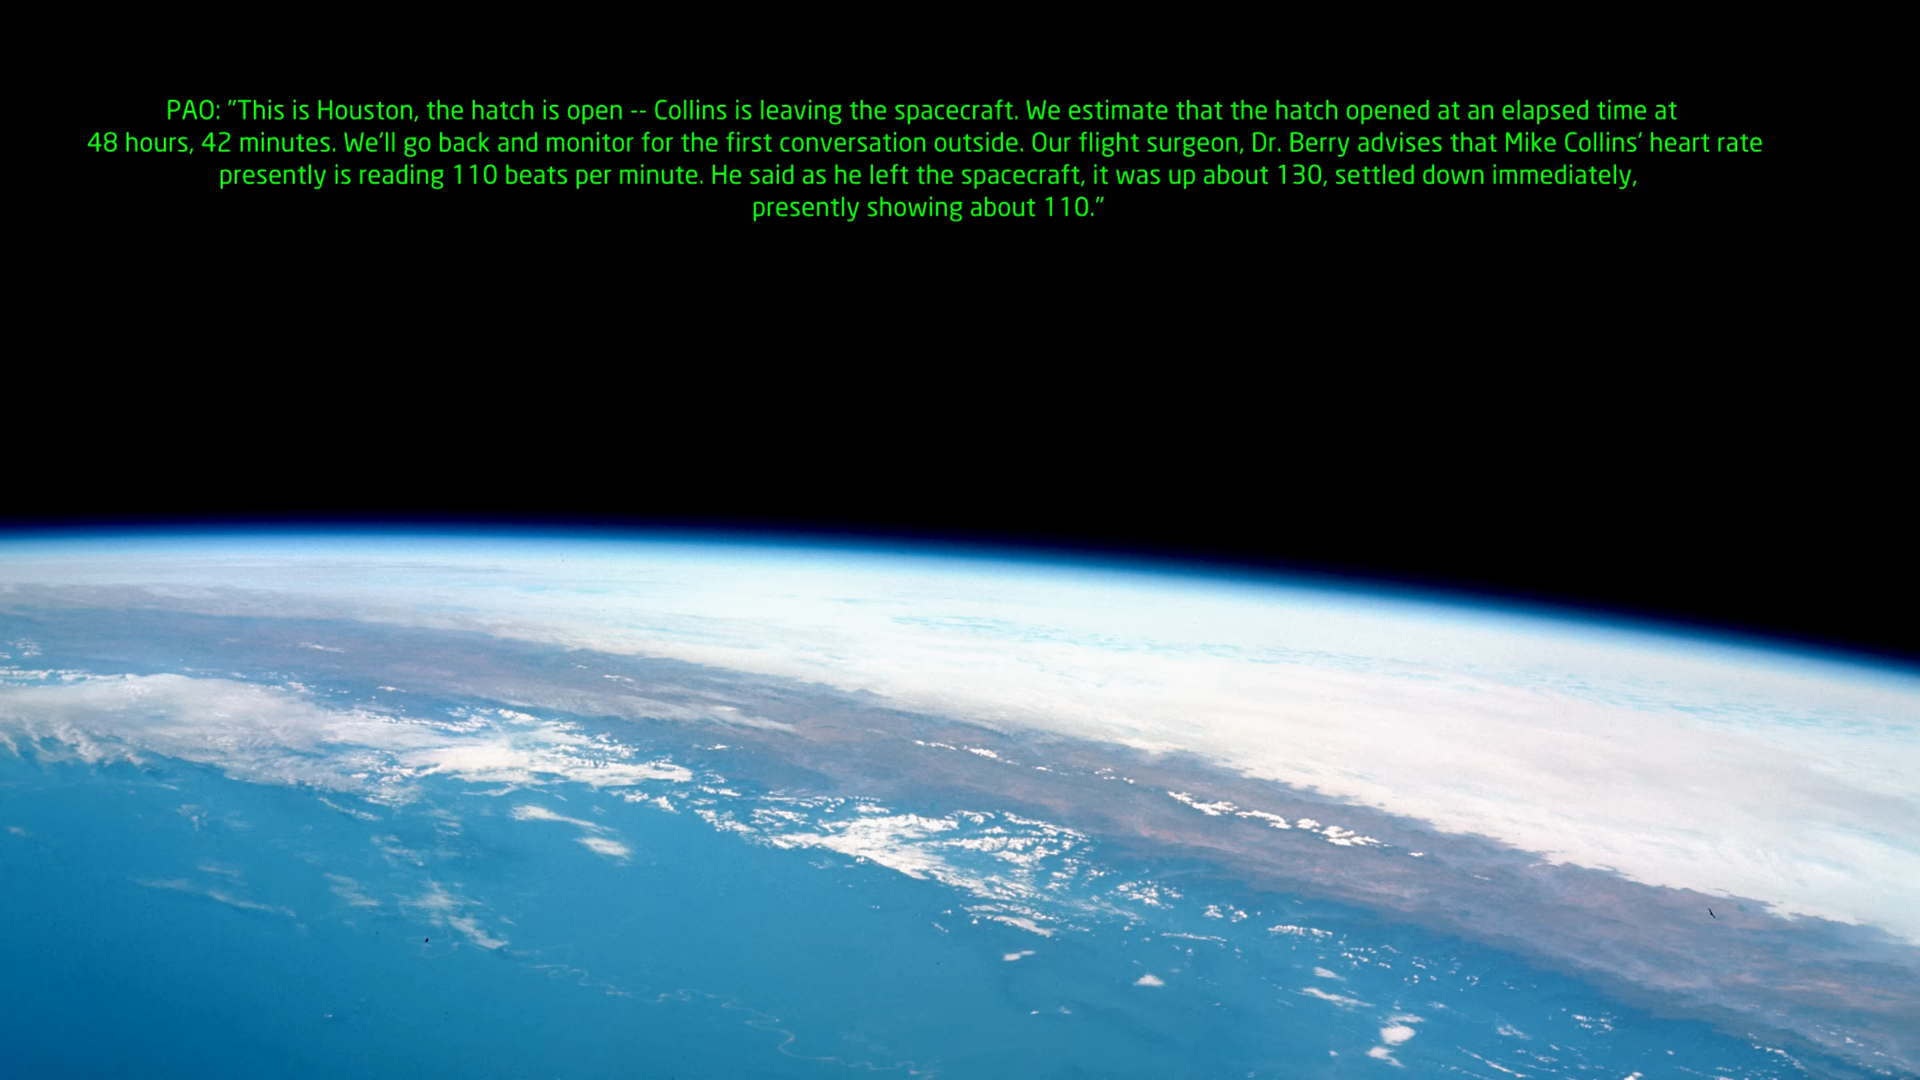 PAO: "This is Houston, the hatch is open -- Collins is leaving the spacecraft. We estimate that the hatch opened at an elapsed time at
48 hours, 42 minutes. We'll go back and monitor for the first conversation outside. Our flight surgeon, Dr. Berry advises that Mike Collins‘ heart rate
presently is reading 110 beats per minute. He said as he left the spacecraft, it was up about 130, settled down immediately,
presently showing about 110."